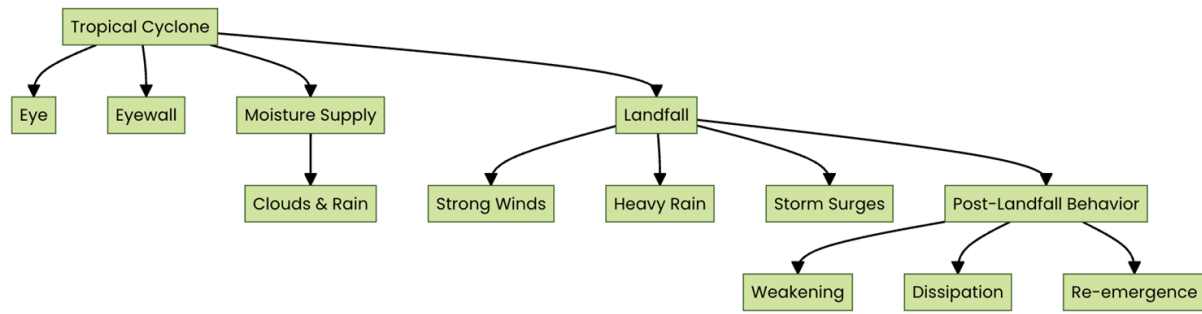 Tropical Cyclone
Eye
Eyewall
Moisture Supply
Landfall
Clouds & Rain
Strong Winds
Heavy Rain
Storm Surges
Post-Landfall Behavior
Weakening
Dissipation
Re-emergence